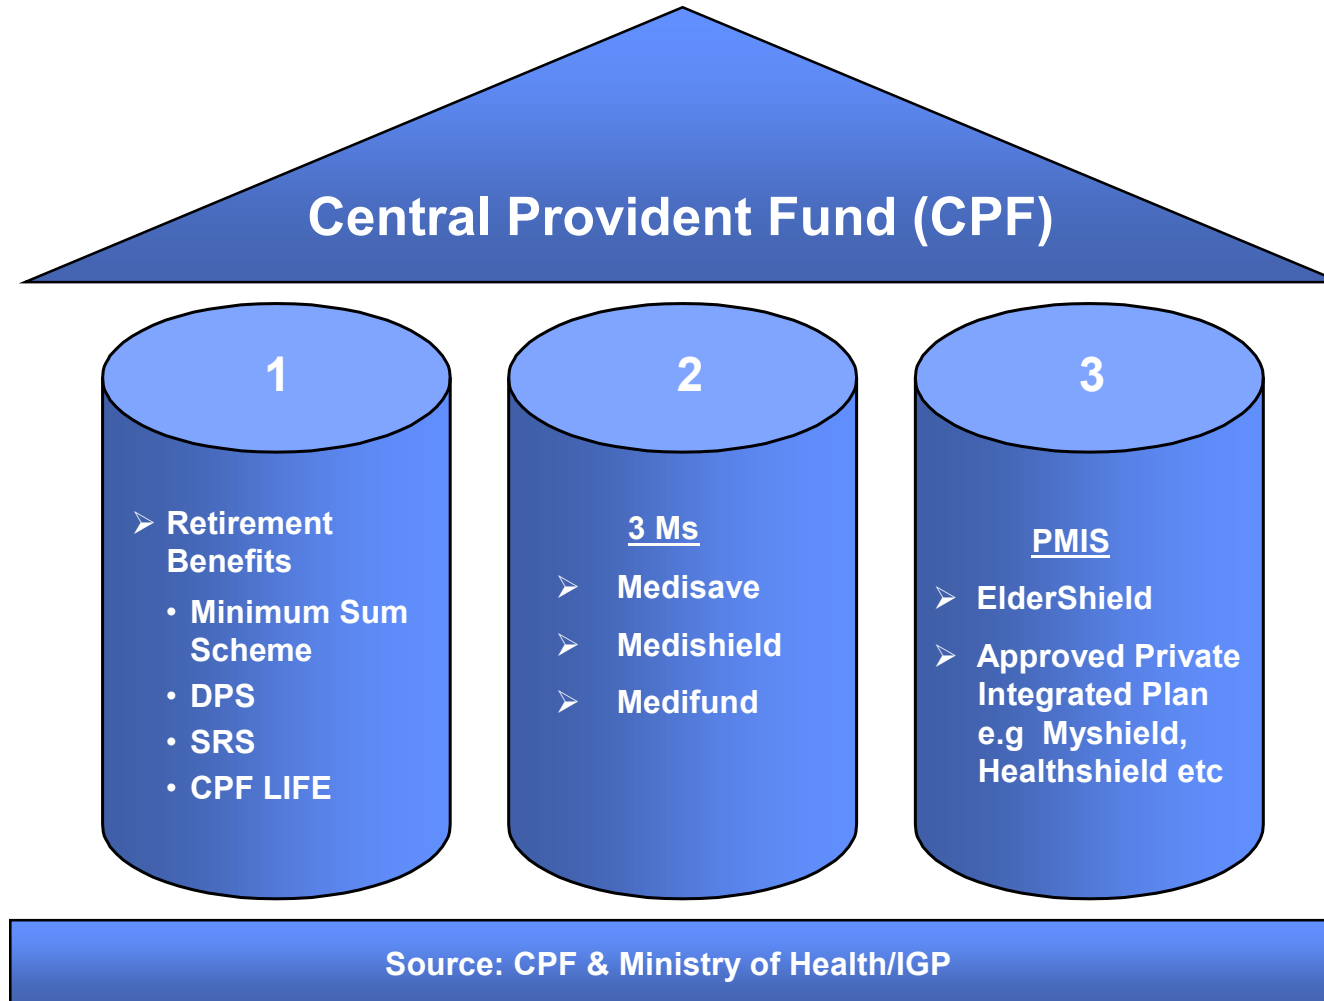 Central Provident Fund (CPF)
1
➢ Retirement
Benefits
• Minimum Sum
Scheme
• DPS
• SRS
• CPF LIFE
2
3 Ms
➢ Medisave
➢ Medishield
➢ Medifund
3
PMIS
➢ ElderShield
➢ Approved Private
Integrated Plan
e.g Myshield,
Healthshield etc
Source: CPF & Ministry of Health/IGP